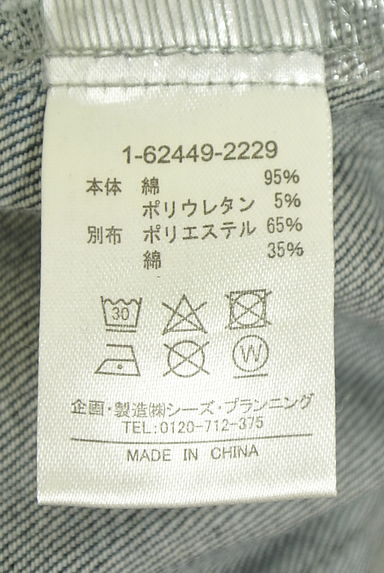 1-62449-2229
本体 綿 95%
ポリウレタン 5%
別布 ポリエステル 65%
綿 35%
30
W
企画・製造㈱シーズ・プランニング
TEL:0120-712-375
MADE IN CHINA